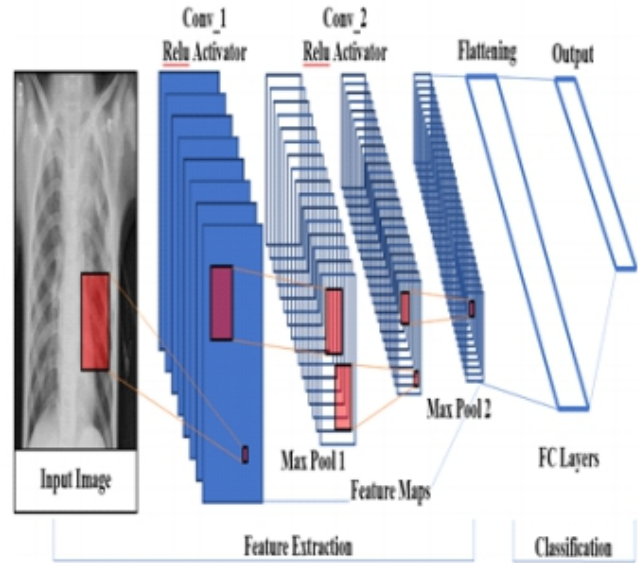 Conv_1
Relu Activator
Conv_2
Relu Activator
Flattening
Output
Input Image
Max Pool 1
Max Pool 2
Feature Maps
FC Layers
Feature Extraction
Classification